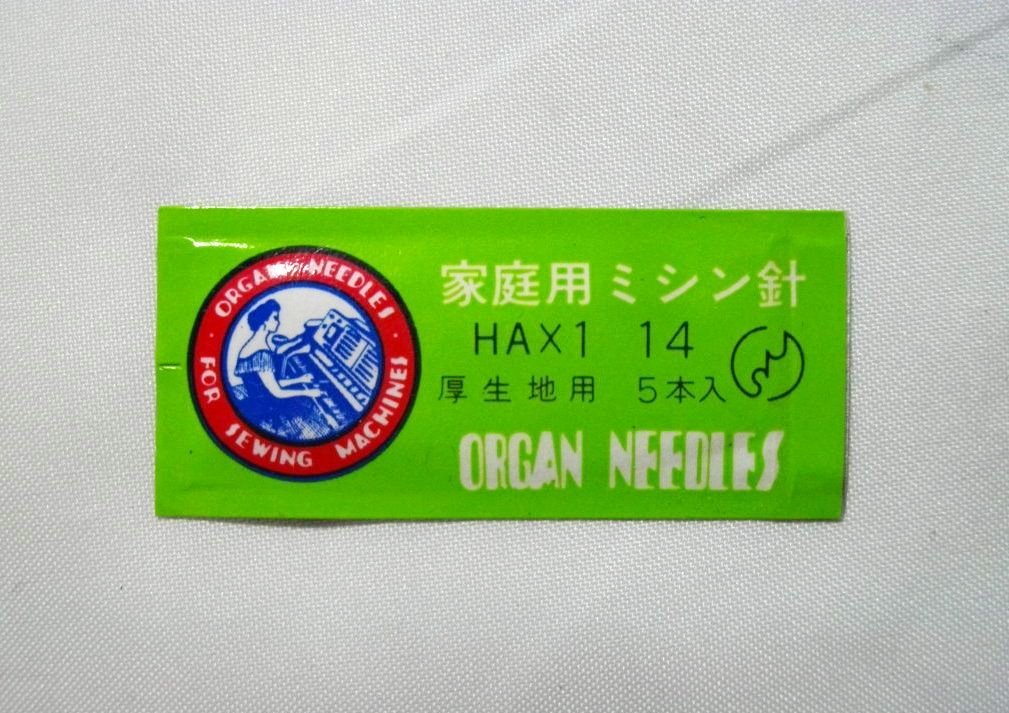 ORGAN NEEDLES
FOR SEWING MACHINES
家庭用ミシン針
HAX1 14
厚生地用 5本入
ORGAN NEEDLES